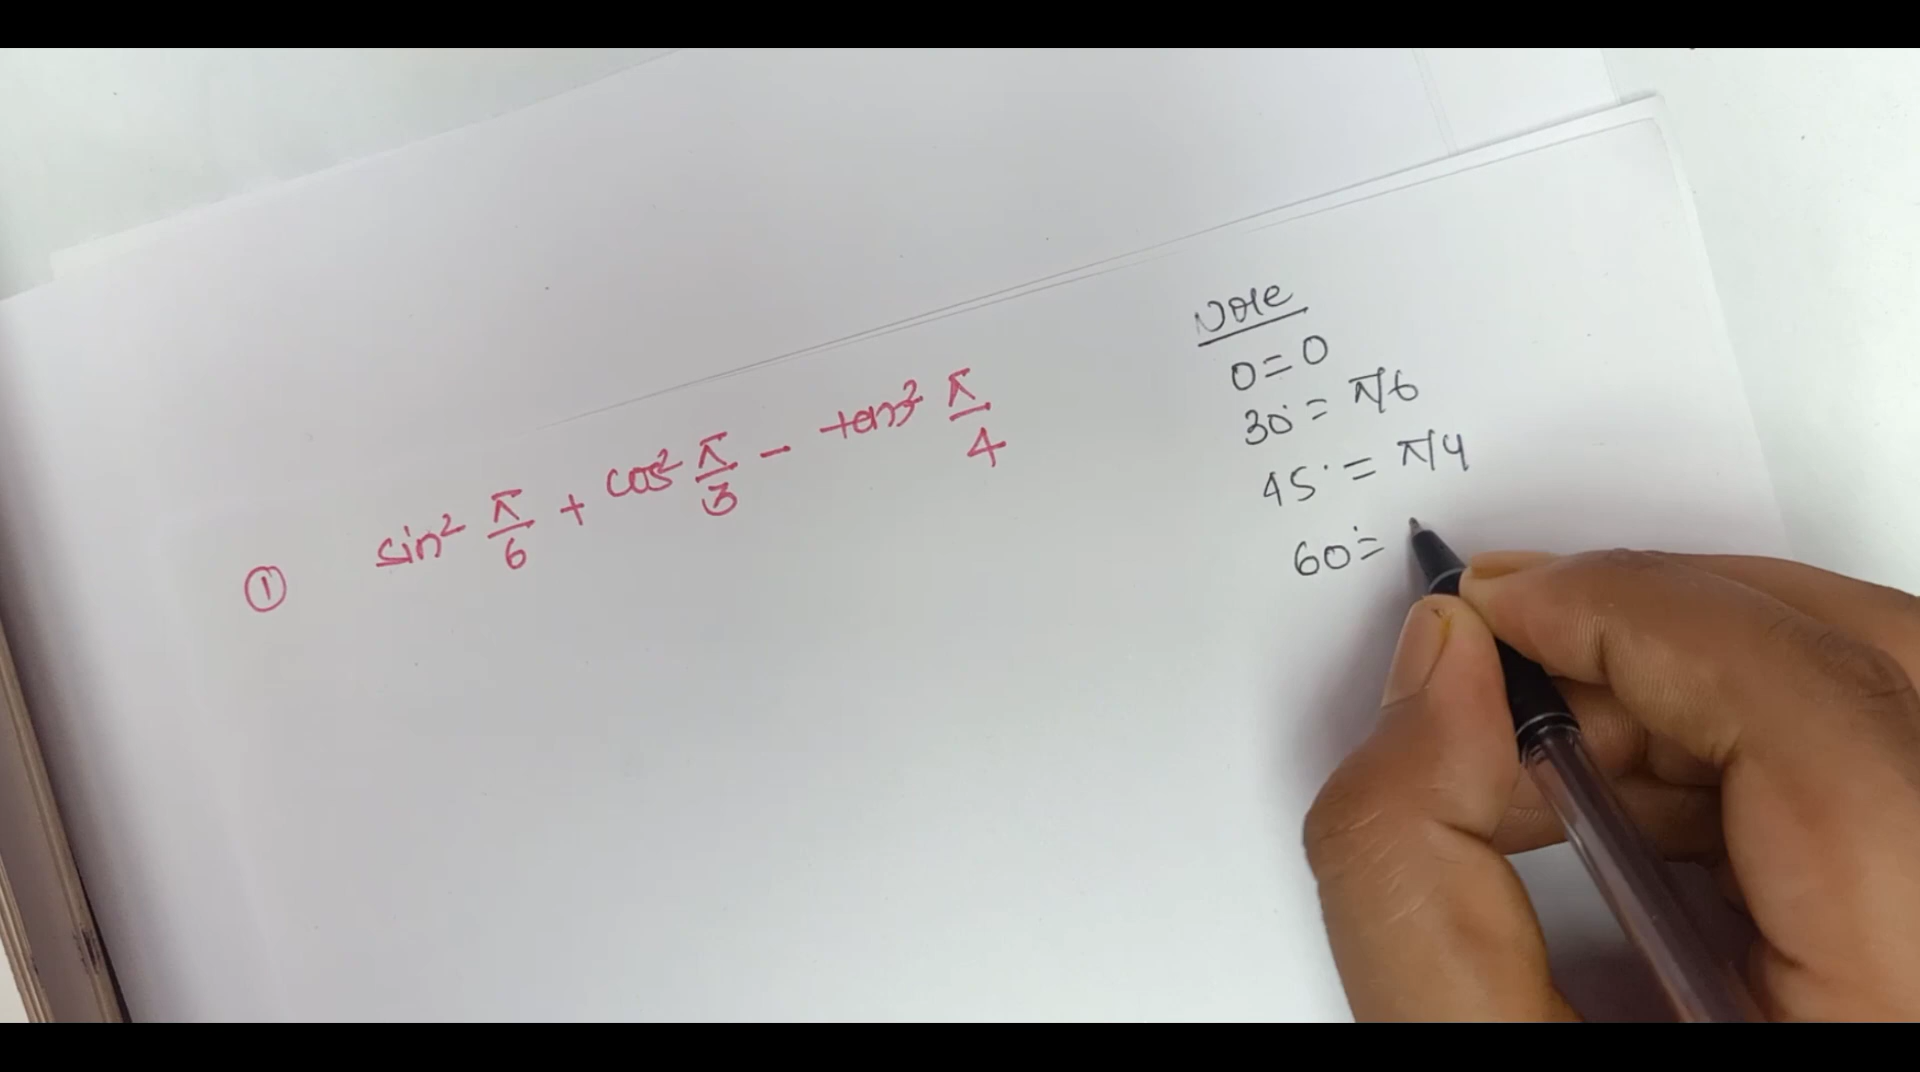 ① sin² π/6 + cos² π/3 - tan² π/4
Note
0 = 0
30° = π/6
45° = π/4
60° =